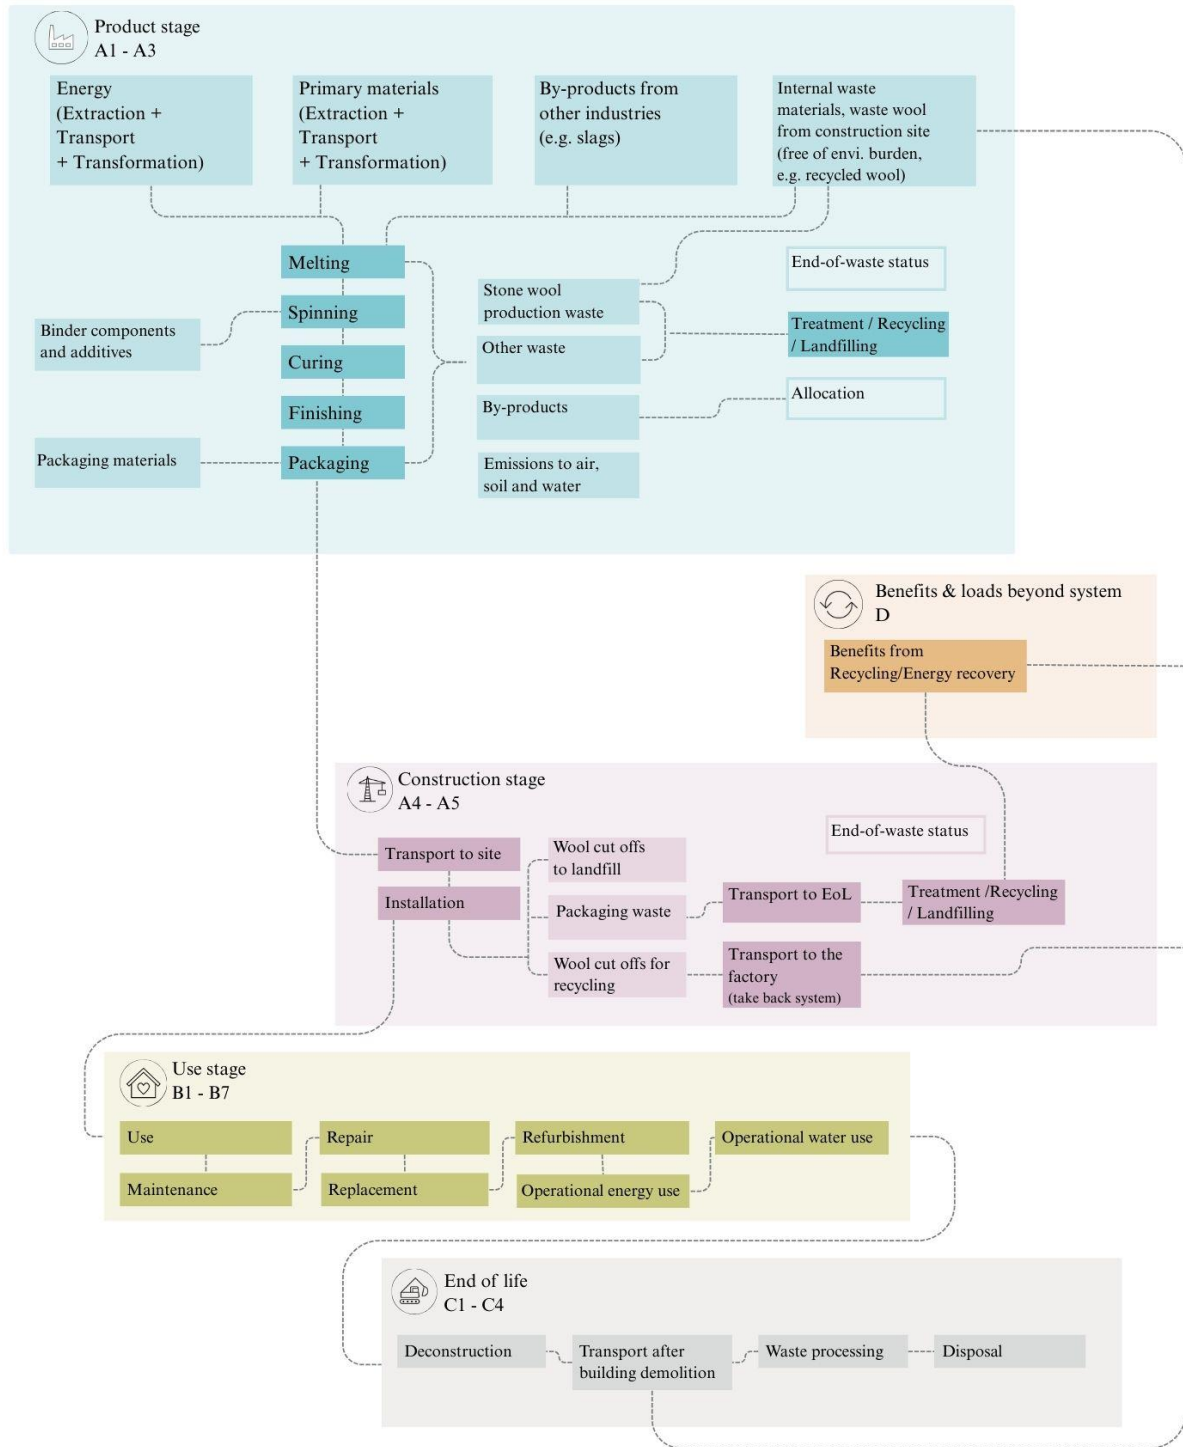 Product stage
A1 - A3
Energy
(Extraction +
Transport
+ Transformation)
Primary materials
(Extraction +
Transport
+ Transformation)
By-products from
other industries
(e.g. slags)
Internal waste
materials, waste wool
from construction site
(free of envi. burden,
e.g. recycled wool)
Melting
Spinning
Curing
Finishing
Packaging
Binder components
and additives
Packaging materials
Stone wool
production waste
Other waste
By-products
Emissions to air,
soil and water
End-of-waste status
Treatment / Recycling
/ Landfilling
Allocation
Benefits & loads beyond system
D
Benefits from
Recycling/Energy recovery
Construction stage
A4 - A5
Transport to site
Installation
Wool cut offs
to landfill
Packaging waste
Wool cut offs for
recycling
Transport to EoL
Transport to the
factory
(take back system)
End-of-waste status
Treatment /Recycling
/ Landfilling
Use stage
B1 - B7
Use
Maintenance
Repair
Replacement
Refurbishment
Operational energy use
Operational water use
End of life
C1 - C4
Deconstruction
Transport after
building demolition
Waste processing
Disposal